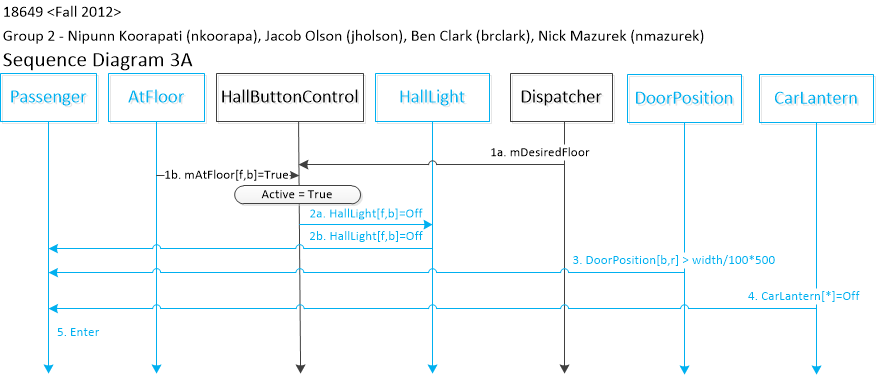 18649 <Fall 2012>
Group 2 - Nipunn Koorapati (nkoorapa), Jacob Olson (jholson), Ben Clark (brclark), Nick Mazurek (nmazurek)
Sequence Diagram 3A
Passenger
AtFloor
HallButtonControl
HallLight
Dispatcher
DoorPosition
CarLantern
1a. mDesiredFloor
1b. mAtFloor[f,b]=True
Active = True
2a. HallLight[f,b]=Off
2b. HallLight[f,b]=Off
3. DoorPosition[b,r] > width/100*500
4. CarLantern[*]=Off
5. Enter